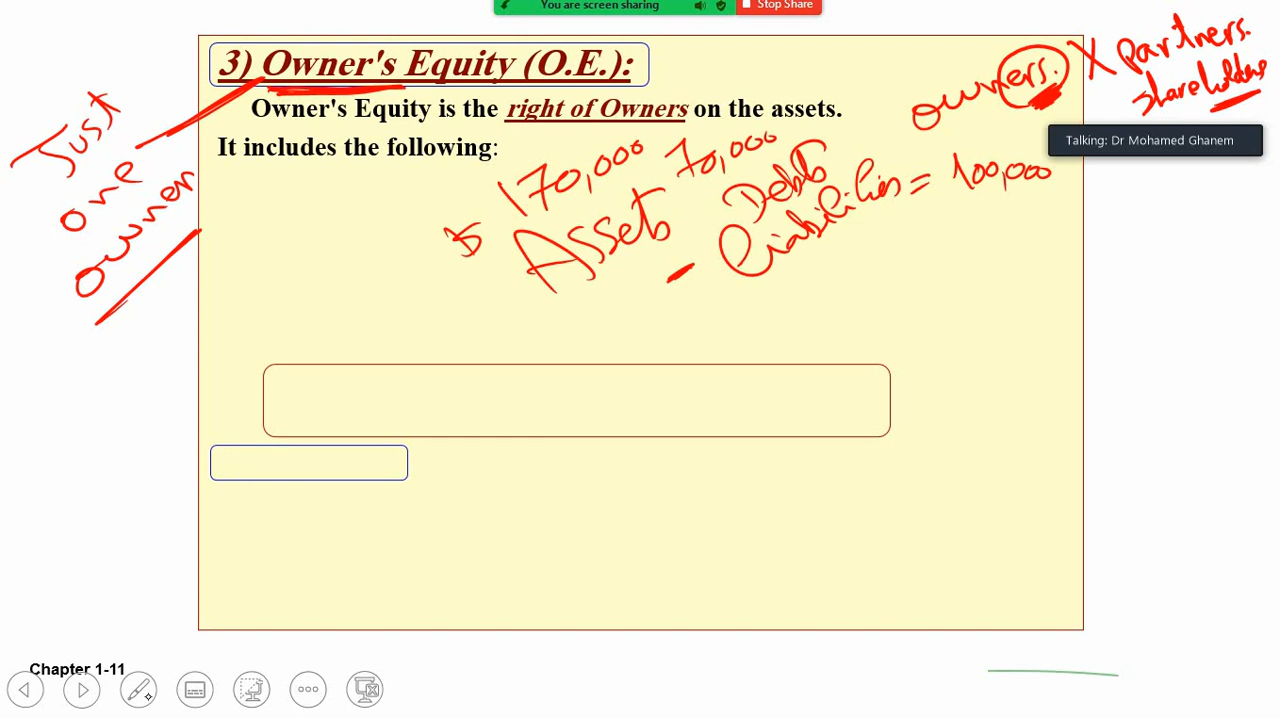 You are screen sharing
Stop Share
3) Owner's Equity (O.E.):
Owner's Equity is the right of Owners on the assets.
It includes the following:
owners. X partners.
shareholders
Talking: Dr Mohamed Ghanem
Just
one
owner
170,000 70,000
$ Assets - Debts
Liabilities = 100,000
Chapter 1-11